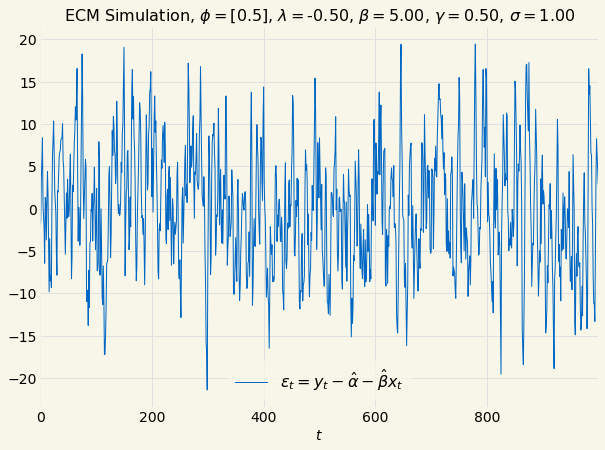 ECM Simulation, ϕ = [0.5], λ = -0.50, β = 5.00, γ = 0.50, σ = 1.00
20
15
10
5
0
−5
−10
−15
−20
εₜ = yₜ − α̂ − β̂xₜ
0 200 400 600 800
t